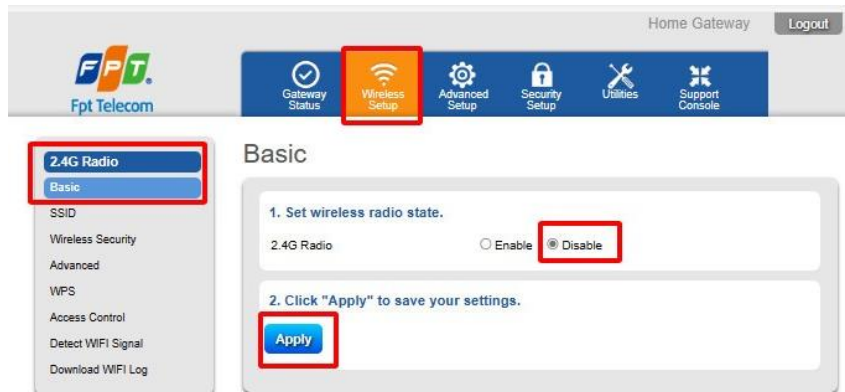 Home Gateway Logout
FPT.
Fpt Telecom
Gateway
Status
Wireless
Setup
Advanced
Setup
Security
Setup
Utilities
Support
Console
2.4G Radio
Basic
SSID
Wireless Security
Advanced
WPS
Access Control
Detect WIFI Signal
Download WIFI Log
Basic
1. Set wireless radio state.
2.4G Radio Enable Disable
2. Click "Apply" to save your settings.
Apply